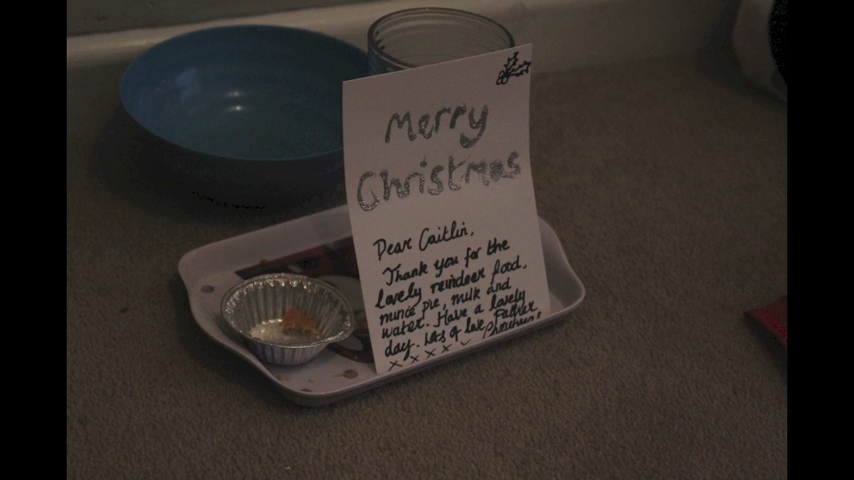 Merry
Christmas
Dear Caitlin,
Thank you for the
lovely reindeer food,
mince pie, milk and
water. Have a lovely
day. Lots of love, Father
Christmas
x x x x